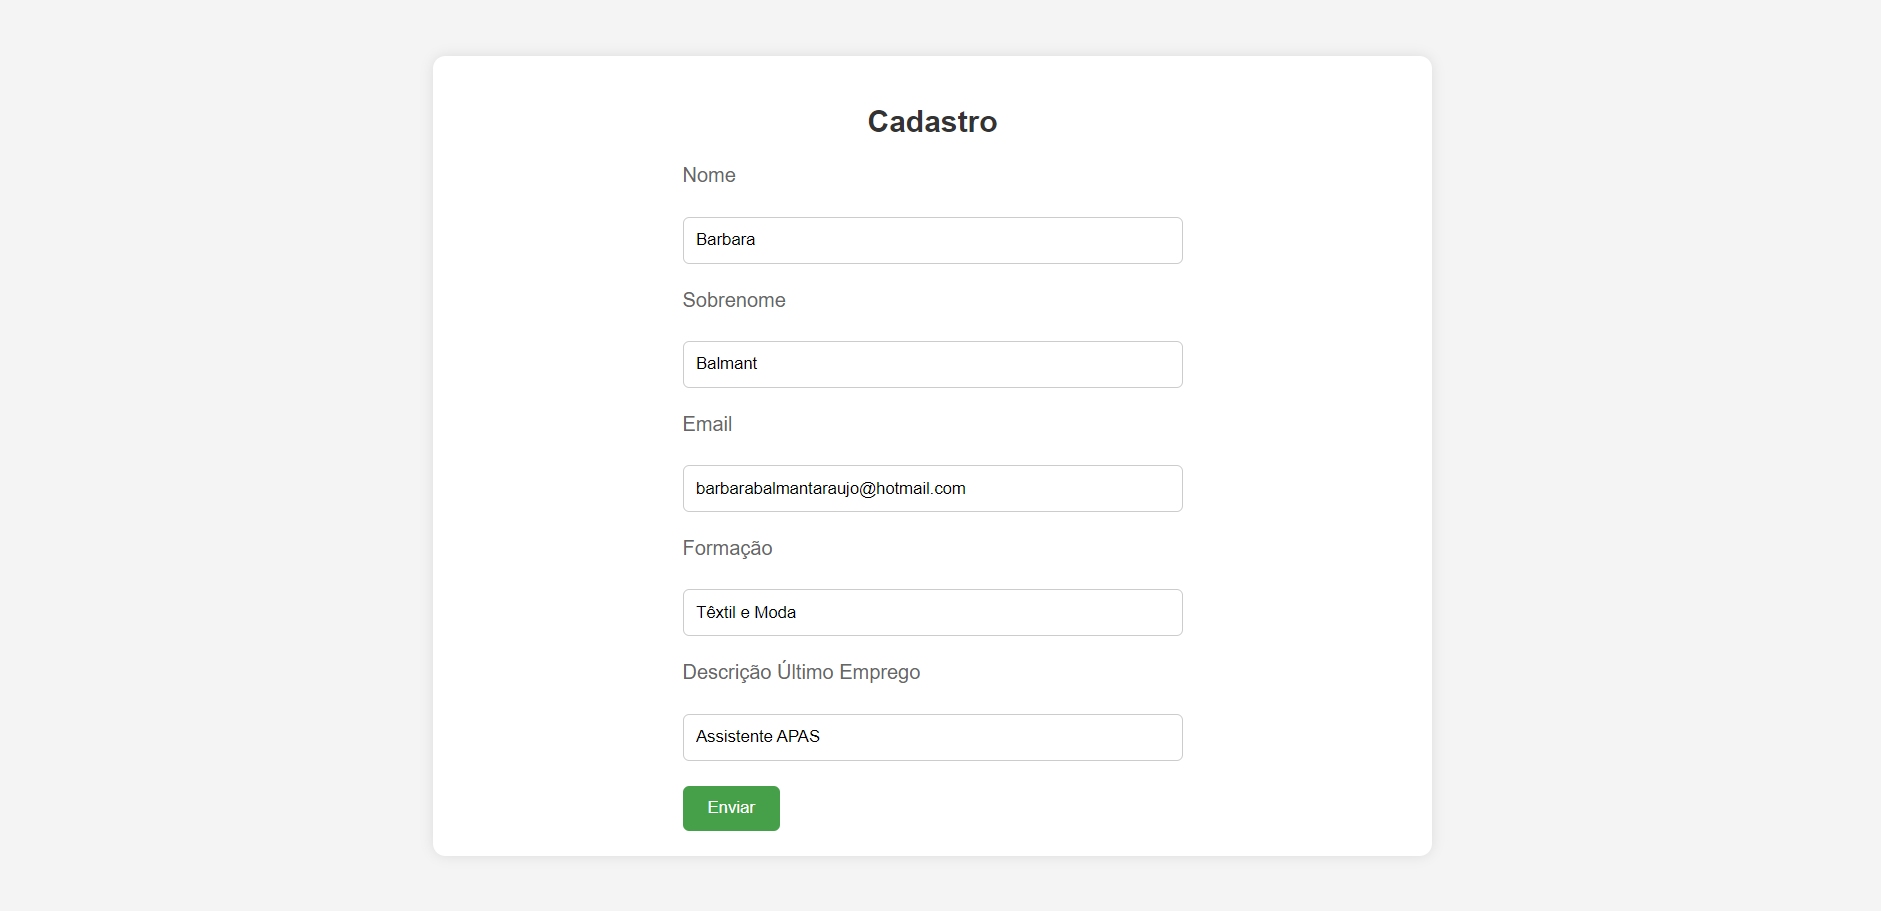 Cadastro
Nome
Barbara
Sobrenome
Balmant
Email
barbarabalmantaraujo@hotmail.com
Formação
Têxtil e Moda
Descrição Último Emprego
Assistente APAS
Enviar